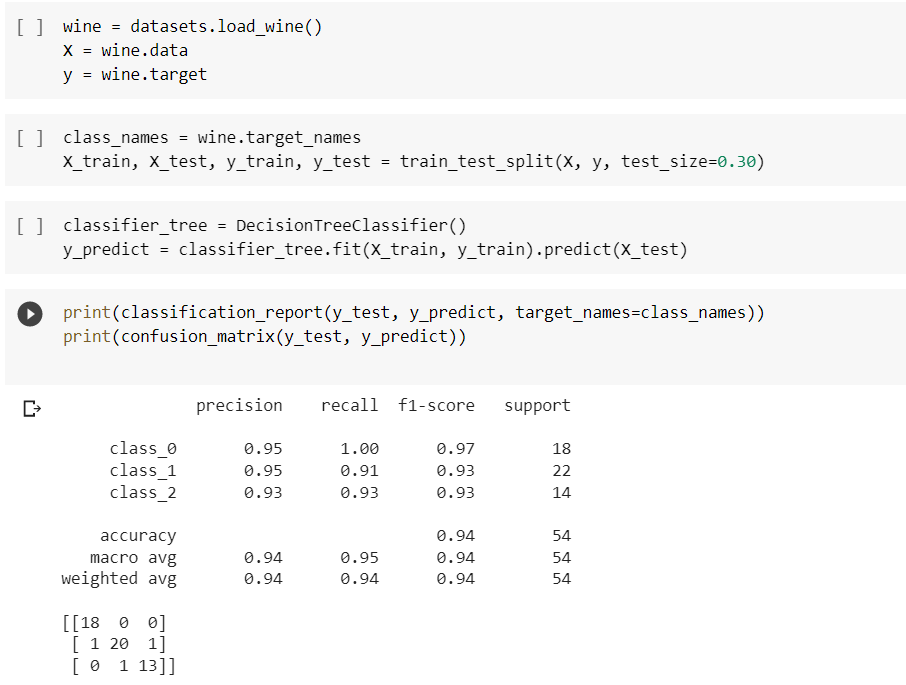 [ ] wine = datasets.load_wine()
X = wine.data
y = wine.target
[ ] class_names = wine.target_names
X_train, X_test, y_train, y_test = train_test_split(X, y, test_size=0.30)
[ ] classifier_tree = DecisionTreeClassifier()
y_predict = classifier_tree.fit(X_train, y_train).predict(X_test)
print(classification_report(y_test, y_predict, target_names=class_names))
print(confusion_matrix(y_test, y_predict))
precision recall f1-score support
class_0 0.95 1.00 0.97 18
class_1 0.95 0.91 0.93 22
class_2 0.93 0.93 0.93 14
accuracy 0.94 54
macro avg 0.94 0.95 0.94 54
weighted avg 0.94 0.94 0.94 54
[[18 0 0]
[ 1 20 1]
[ 0 1 13]]